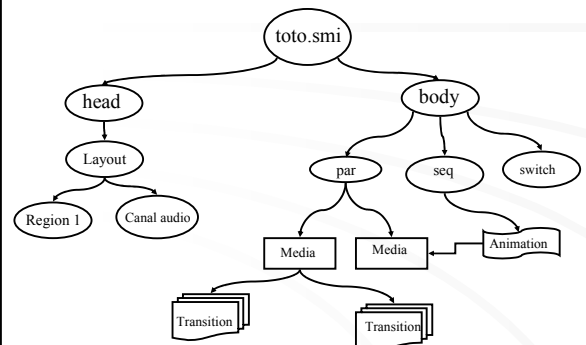 toto.smi
head
body
Layout
par
seq
switch
Region 1
Canal audio
Media
Media
Animation
Transition
Transition